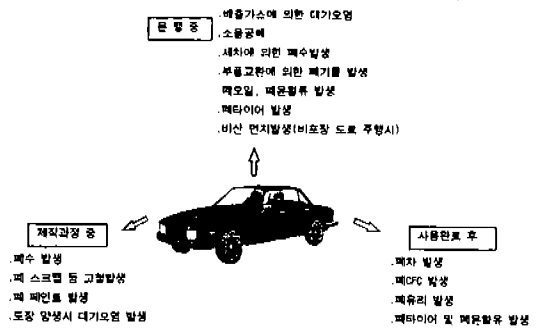 운 행 중
.배출가스에 의한 대기오염
.소음공해
.세차에 의한 폐수발생
.부품교환에 의한 폐기물 발생
폐오일, 폐윤활류 발생
.폐타이어 발생
.비산 먼지발생(비포장 도로 주행시)
제작과정 중
.폐수 발생
.폐 스크랩 등 고형발생
.폐 페인트 발생
.도장 양생시 대기오염 발생
사용완료 후
.폐차 발생
.폐CFC 발생
.폐유리 발생
.폐타이어 및 폐윤활유 발생